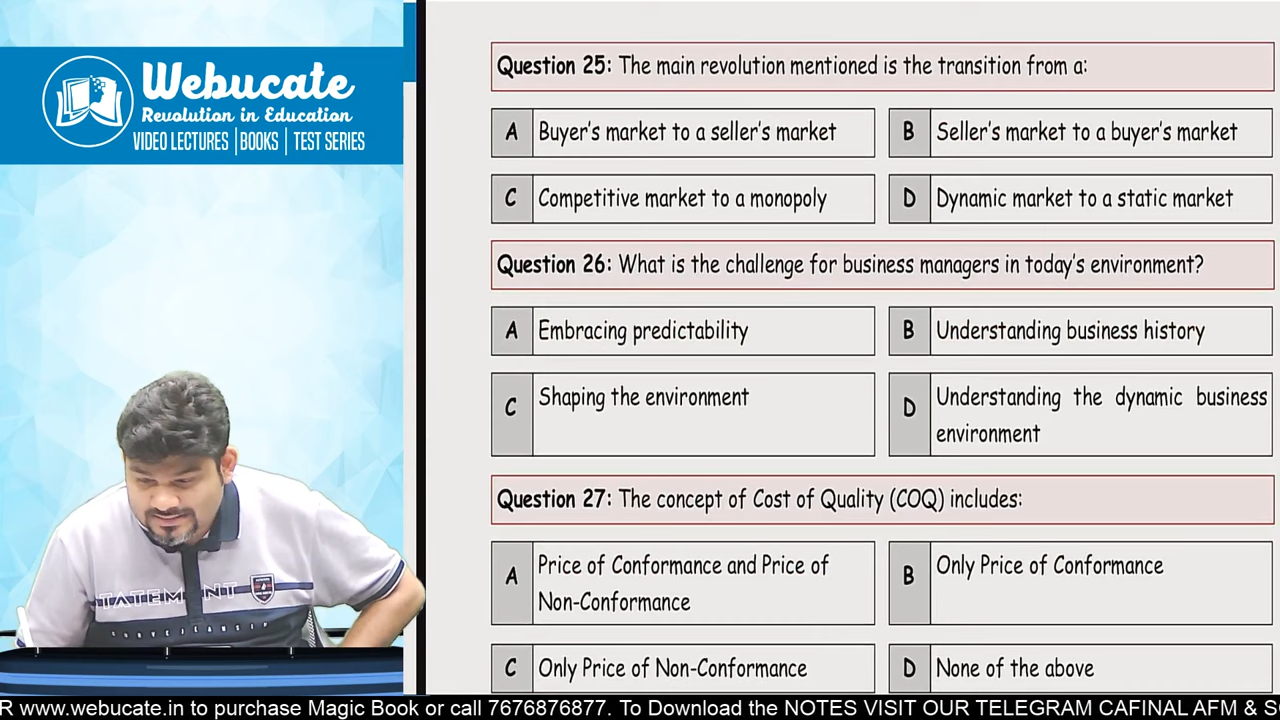 Webucate
Revolution in Education
VIDEO LECTURES | BOOKS | TEST SERIES
Question 25: The main revolution mentioned is the transition from a:
A Buyer's market to a seller's market
B Seller's market to a buyer's market
C Competitive market to a monopoly
D Dynamic market to a static market
Question 26: What is the challenge for business managers in today's environment?
A Embracing predictability
B Understanding business history
C Shaping the environment
D Understanding the dynamic business
environment
Question 27: The concept of Cost of Quality (COQ) includes:
A Price of Conformance and Price of
Non-Conformance
B Only Price of Conformance
C Only Price of Non-Conformance
D None of the above
TATEM NT
R www.webucate.in to purchase Magic Book or call 7676876877. To Download the NOTES VISIT OUR TELEGRAM CAFINAL AFM & S